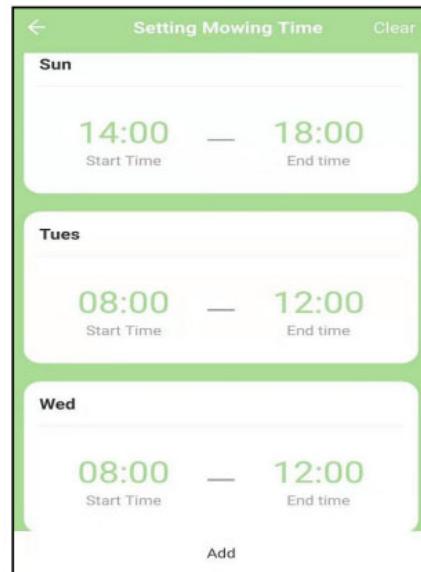 Setting Mowing Time Clear
Sun
14:00 — 18:00
Start Time End time
Tues
08:00 — 12:00
Start Time End time
Wed
08:00 — 12:00
Start Time End time
Add